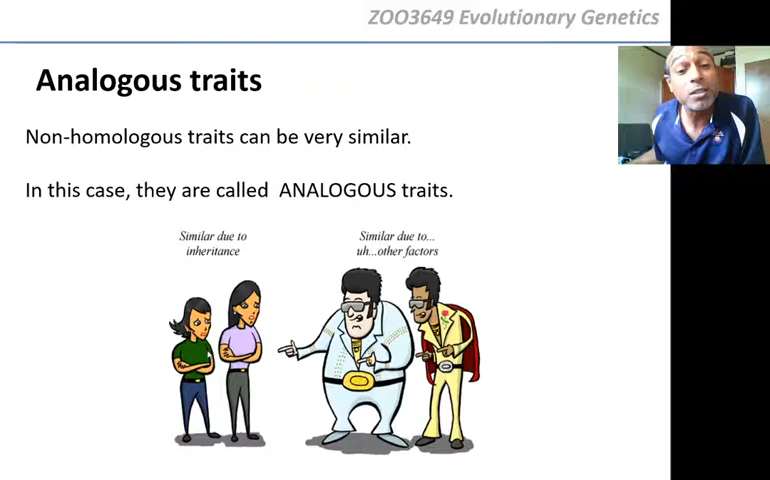 ZOO3649 Evolutionary Genetics
Analogous traits
Non-homologous traits can be very similar.
In this case, they are called ANALOGOUS traits.
Similar due to
inheritance
Similar due to...
uh...other factors